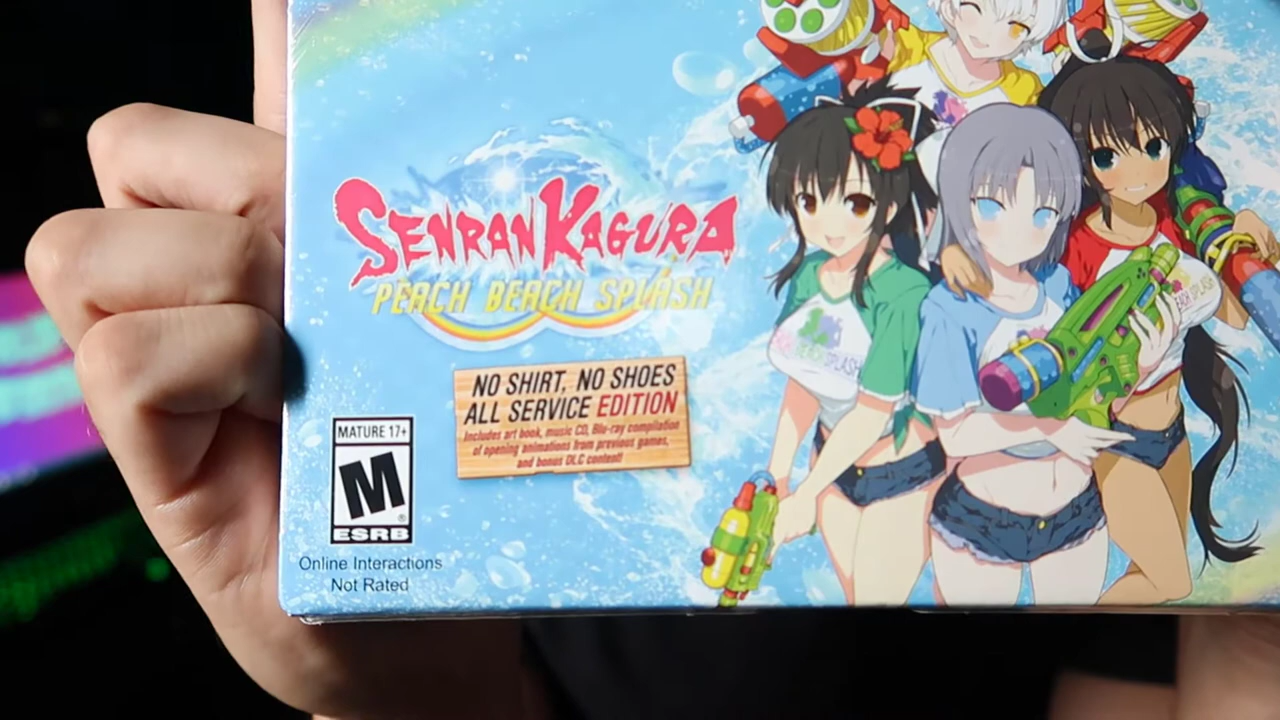 SENRAN KAGURA
PEACH BEACH SPLASH
NO SHIRT, NO SHOES
ALL SERVICE EDITION
Includes art book, music CD, Blu-ray compilation
of opening animations from previous games,
and bonus DLC content!
MATURE 17+
M
®
ESRB
Online Interactions
Not Rated
SPLASH